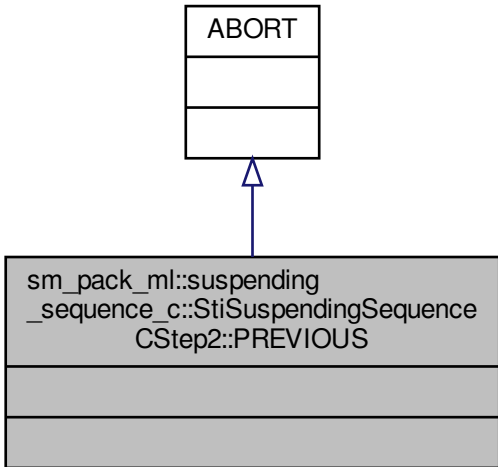 ABORT
sm_pack_ml::suspending
_sequence_c::StiSuspendingSequence
CStep2::PREVIOUS